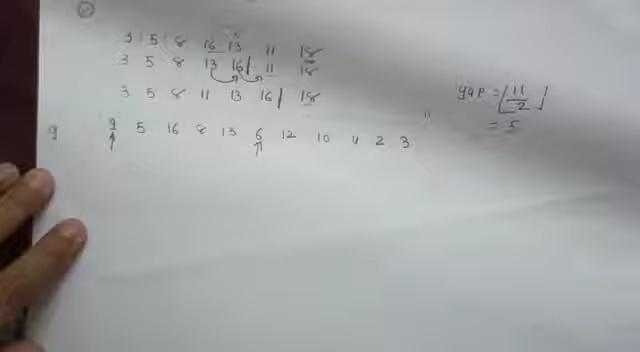 3 5 8 16 13 11 18
3 5 8 13 16 | 11 18
3 5 8 11 13 16 | 18
9 9 5 16 8 13 6 12 10 4 2 3
11
gap = ⌊11/2⌋
= 5